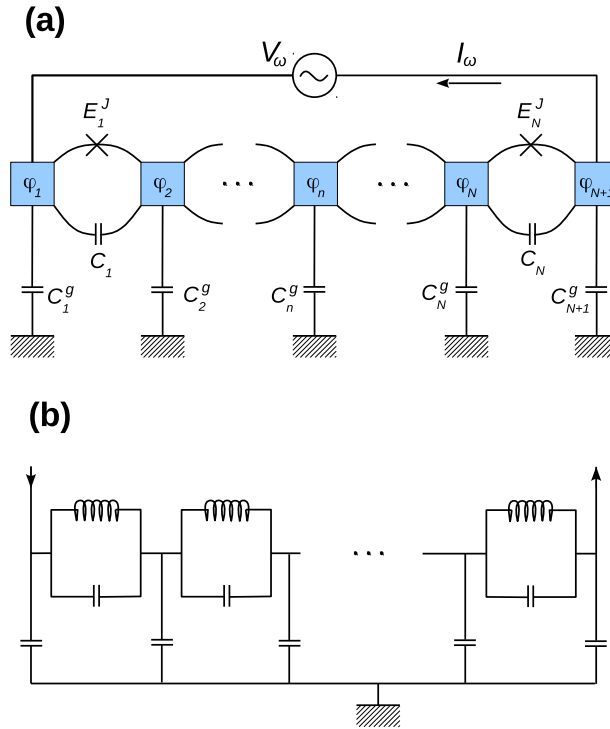 (a)
V_ω I_ω
E_1^J E_N^J
φ_1 φ_2 . . . φ_n . . . φ_N φ_N+1
C_1 C_N
C_1^g C_2^g C_n^g C_N^g C_N+1^g
(b)
. . .